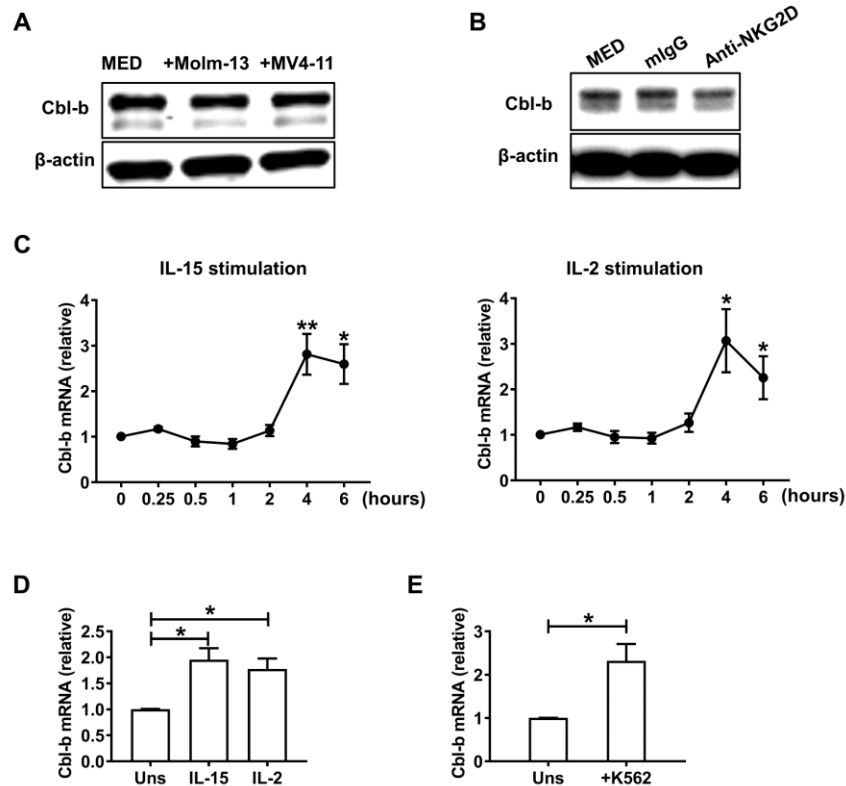 A
MED +Molm-13 +MV4-11
Cbl-b
β-actin
B
MED mIgG Anti-NKG2D
Cbl-b
β-actin
C
IL-15 stimulation
Cbl-b mRNA (relative)
4
3
2
1
0
** *
0 0.25 0.5 1 2 4 6 (hours)
IL-2 stimulation
Cbl-b mRNA (relative)
4
3
2
1
0
* *
0 0.25 0.5 1 2 4 6 (hours)
D
Cbl-b mRNA (relative)
2.5
2.0
1.5
1.0
0.5
0.0
*
*
Uns IL-15 IL-2
E
Cbl-b mRNA (relative)
3
2
1
0
*
Uns +K562